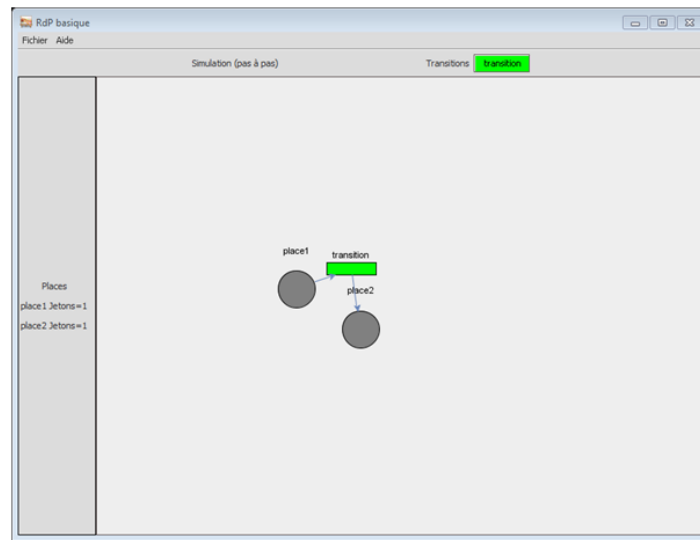 RdP basique
Fichier Aide
Simulation (pas à pas) Transitions transition
place1 transition
place2
Places
place1 Jetons=1
place2 Jetons=1